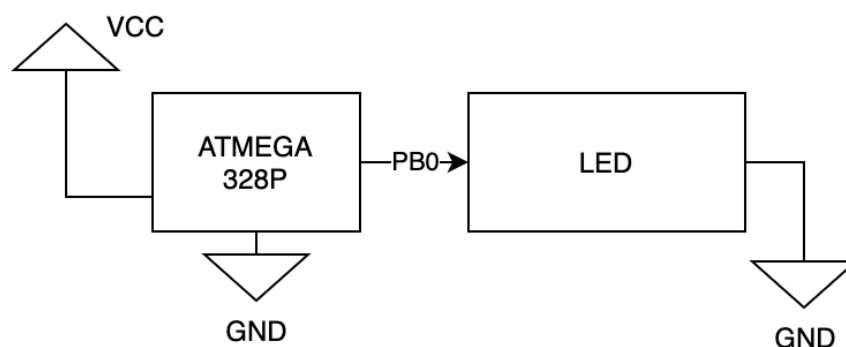 VCC
ATMEGA
328P
PB0
LED
GND
GND